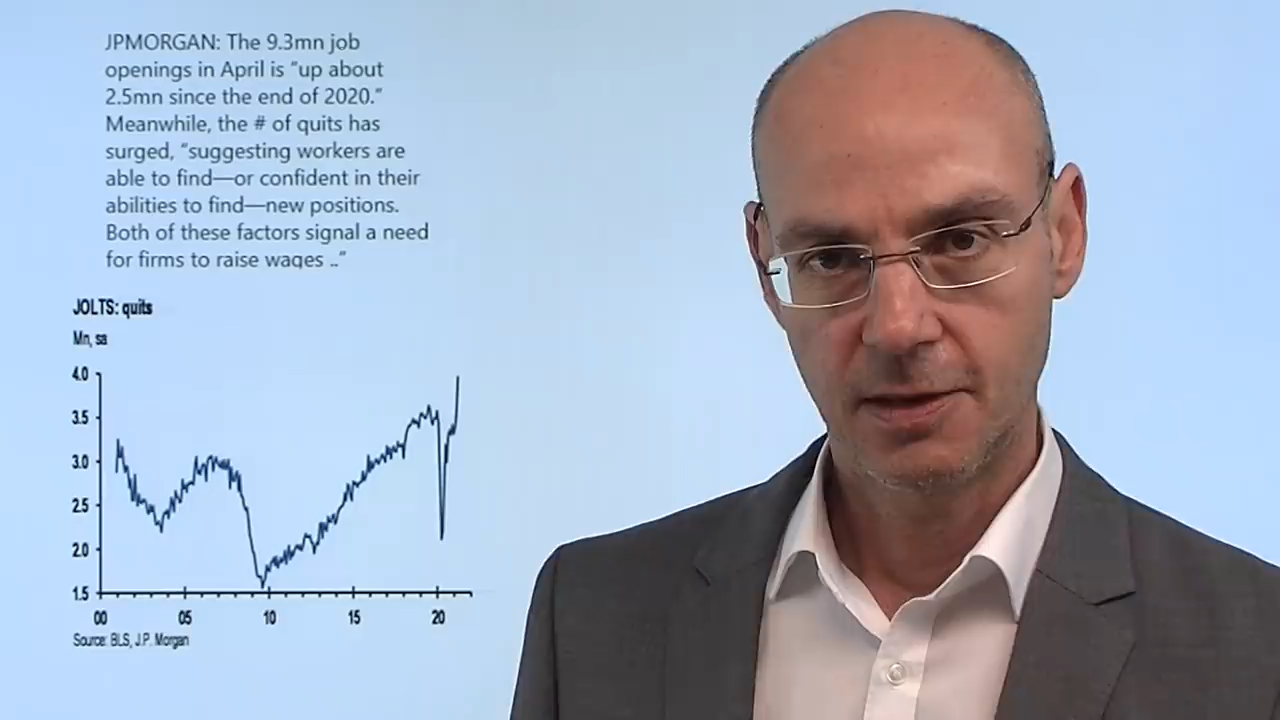 JPMORGAN: The 9.3mn job
openings in April is “up about
2.5mn since the end of 2020.”
Meanwhile, the # of quits has
surged, “suggesting workers are
able to find—or confident in their
abilities to find—new positions.
Both of these factors signal a need
for firms to raise wages ..”
JOLTS: quits
Mn, sa
4.0
3.5
3.0
2.5
2.0
1.5
00 05 10 15 20
Source: BLS, J.P. Morgan